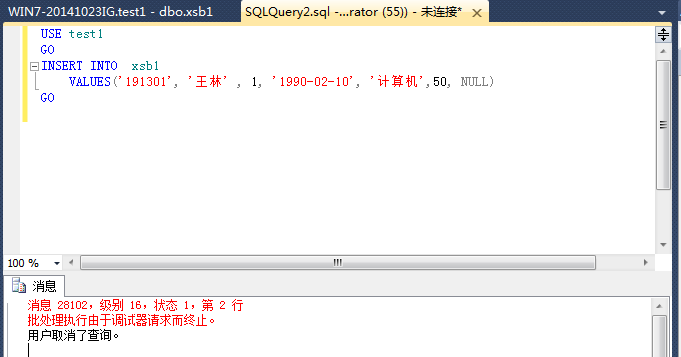 WIN7-20141023IG.test1 - dbo.xsb1 SQLQuery2.sql -...rator (55)) - 未连接* ×
USE test1
GO
INSERT INTO xsb1
VALUES('191301', '王林' , 1, '1990-02-10', '计算机',50, NULL)
GO
100 %
消息
消息 28102，级别 16，状态 1，第 2 行
批处理执行由于调试器请求而终止。
用户取消了查询。